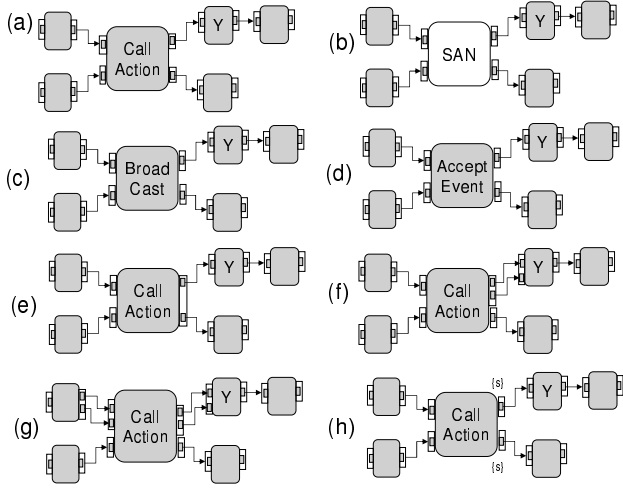 (a)
Call
Action
Y
(b)
SAN
Y
(c)
Broad
Cast
Y
(d)
Accept
Event
Y
(e)
Call
Action
Y
(f)
Call
Action
Y
(g)
Call
Action
Y
(h)
Call
Action
{s}
Y
{s}